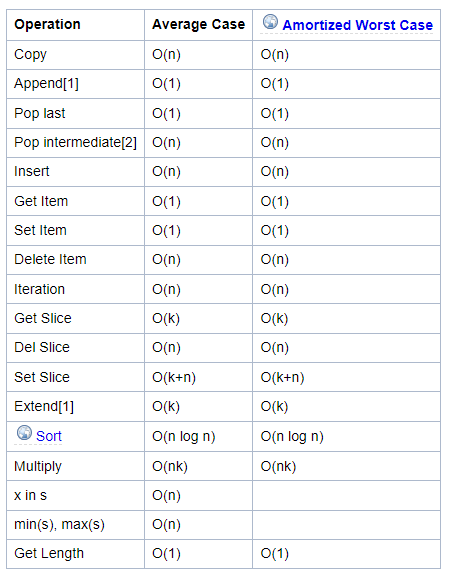 Operation Average Case Amortized Worst Case
Copy O(n) O(n)
Append[1] O(1) O(1)
Pop last O(1) O(1)
Pop intermediate[2] O(n) O(n)
Insert O(n) O(n)
Get Item O(1) O(1)
Set Item O(1) O(1)
Delete Item O(n) O(n)
Iteration O(n) O(n)
Get Slice O(k) O(k)
Del Slice O(n) O(n)
Set Slice O(k+n) O(k+n)
Extend[1] O(k) O(k)
Sort O(n log n) O(n log n)
Multiply O(nk) O(nk)
x in s O(n)
min(s), max(s) O(n)
Get Length O(1) O(1)